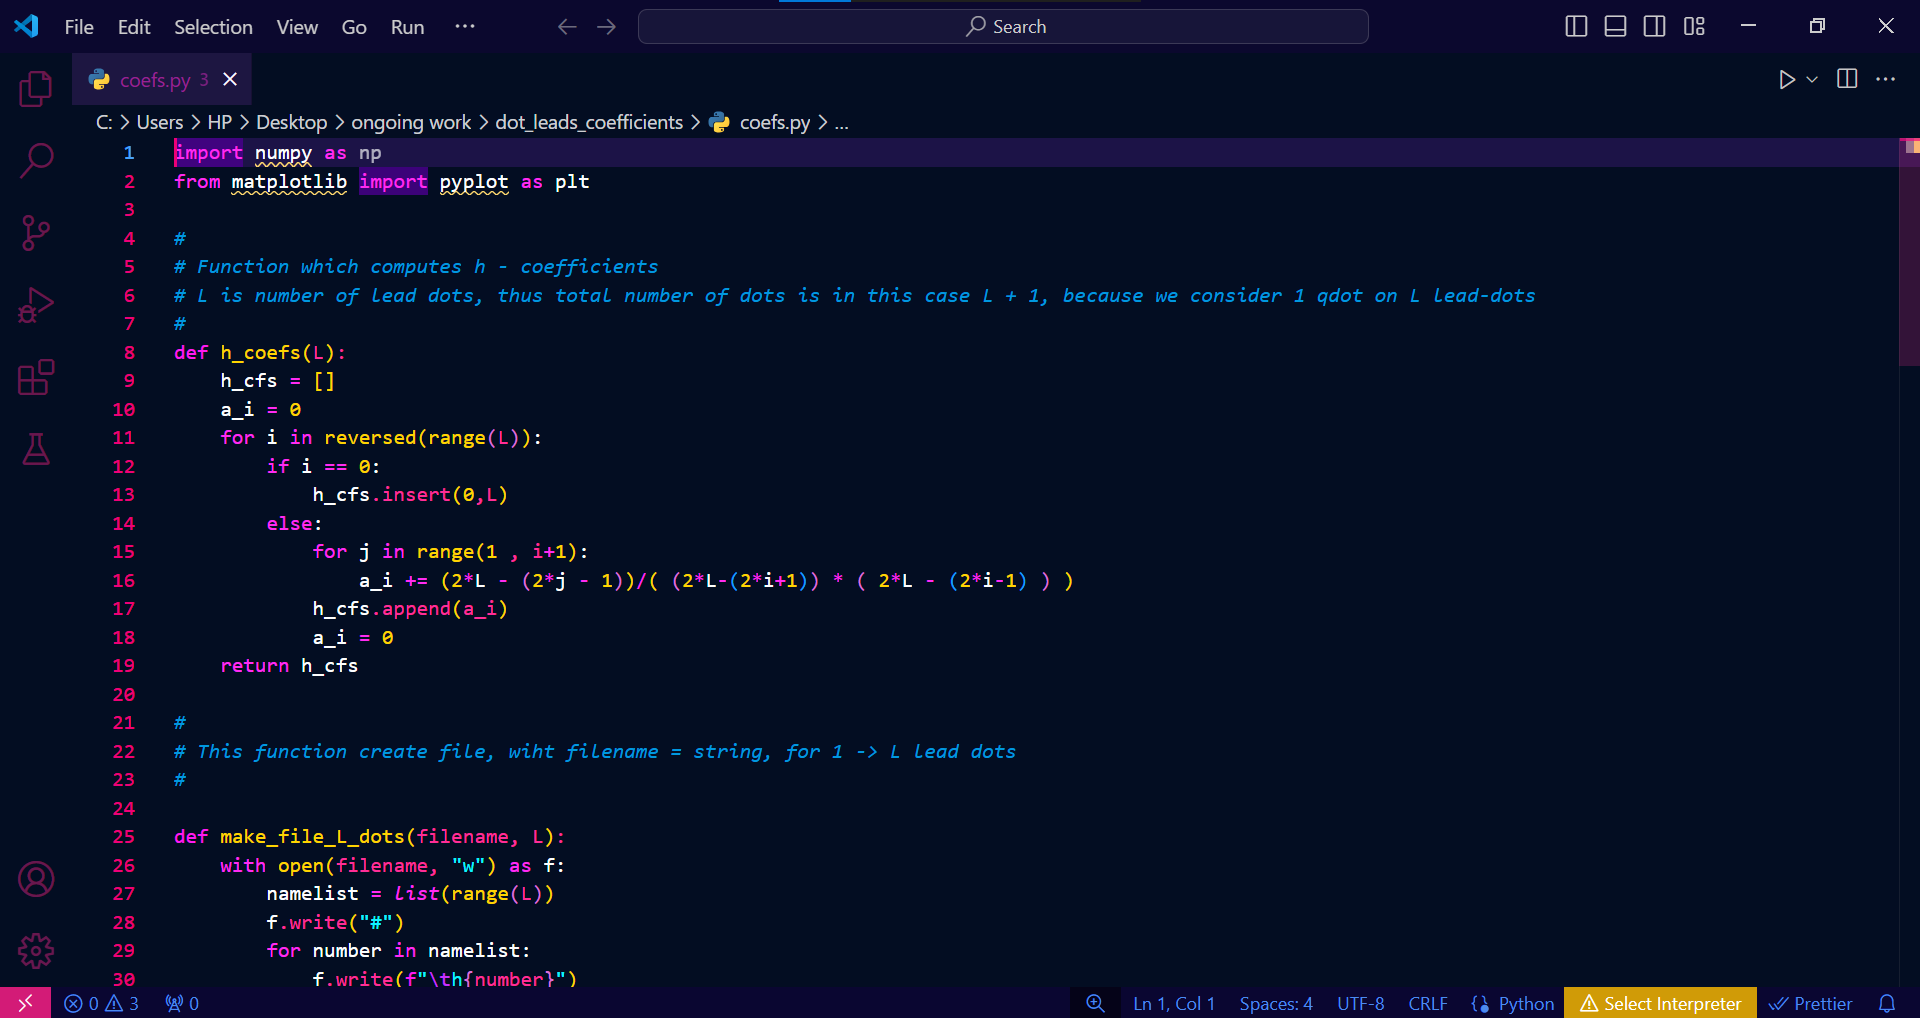 File Edit Selection View Go Run ··· Search
coefs.py 3
C: > Users > HP > Desktop > ongoing work > dot_leads_coefficients > coefs.py > ...
1 import numpy as np
2 from matplotlib import pyplot as plt
3
4 #
5 # Function which computes h - coefficients
6 # L is number of lead dots, thus total number of dots is in this case L + 1, because we consider 1 qdot on L lead-dots
7 #
8 def h_coefs(L):
9     h_cfs = []
10     a_i = 0
11     for i in reversed(range(L)):
12         if i == 0:
13             h_cfs.insert(0,L)
14         else:
15             for j in range(1 , i+1):
16                 a_i += (2*L - (2*j - 1))/( (2*L-(2*i+1)) * ( 2*L - (2*i-1) ) )
17             h_cfs.append(a_i)
18             a_i = 0
19     return h_cfs
20
21 #
22 # This function create file, wiht filename = string, for 1 -> L lead dots
23 #
24
25 def make_file_L_dots(filename, L):
26     with open(filename, "w") as f:
27         namelist = list(range(L))
28         f.write("#")
29         for number in namelist:
30             f.write(f"\th{number}")
0 3 0 Ln 1, Col 1 Spaces: 4 UTF-8 CRLF Python Select Interpreter Prettier